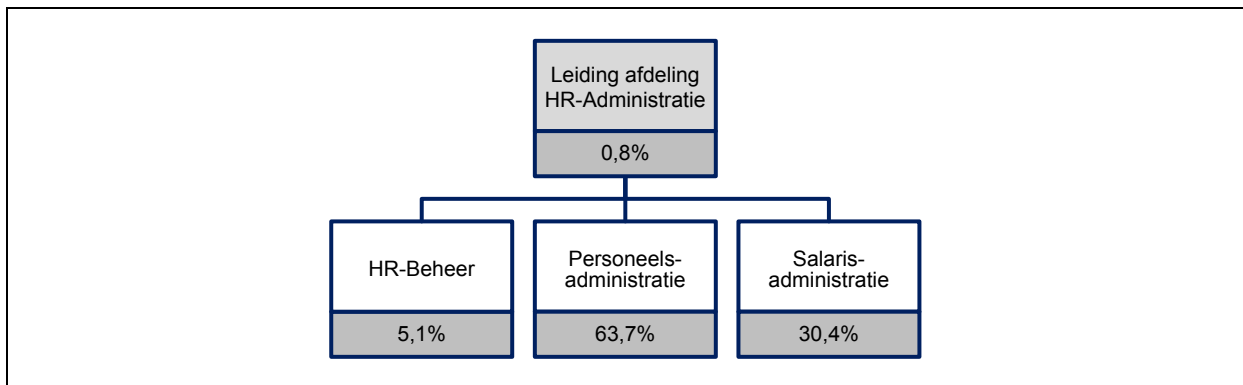 Leiding afdeling
HR-Administratie
0,8%
HR-Beheer
5,1%
Personeels-
administratie
63,7%
Salaris-
administratie
30,4%